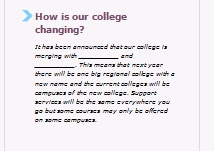 How is our college
changing?
It has been announced that our college is
merging with ____________ and
____________. This means that next year
there will be one big regional college with a
new name and the current colleges will be
campuses of the new college. Support
services will be the same everywhere you
go but some courses may only be offered
on some campuses.